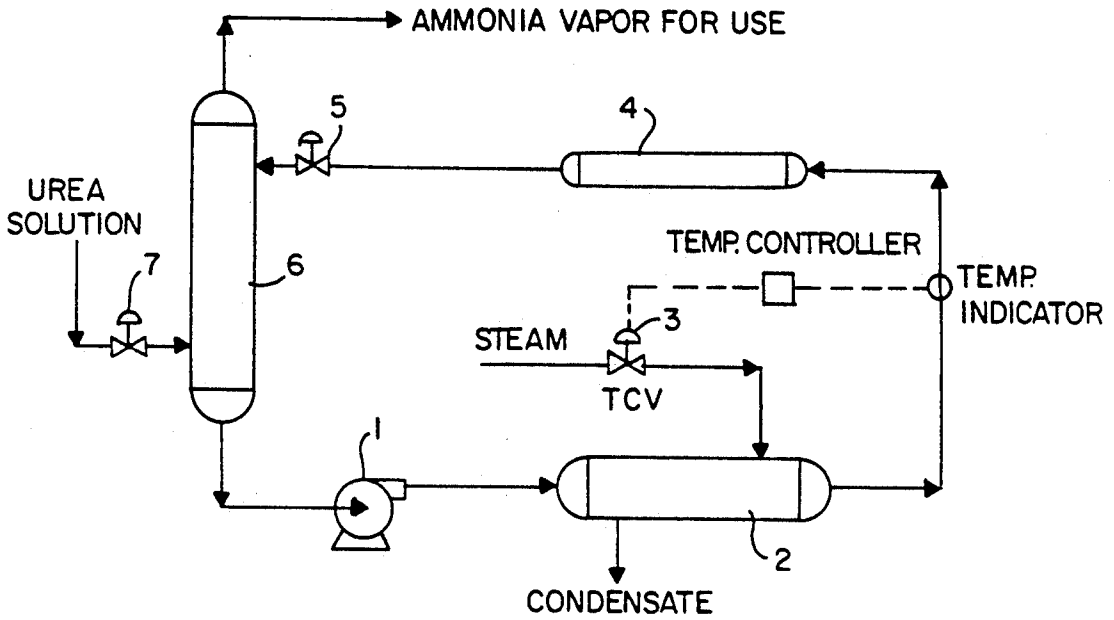 AMMONIA VAPOR FOR USE
5
4
UREA
SOLUTION
TEMP. CONTROLLER
7
6
TEMP.
INDICATOR
3
STEAM
TCV
1
2
CONDENSATE